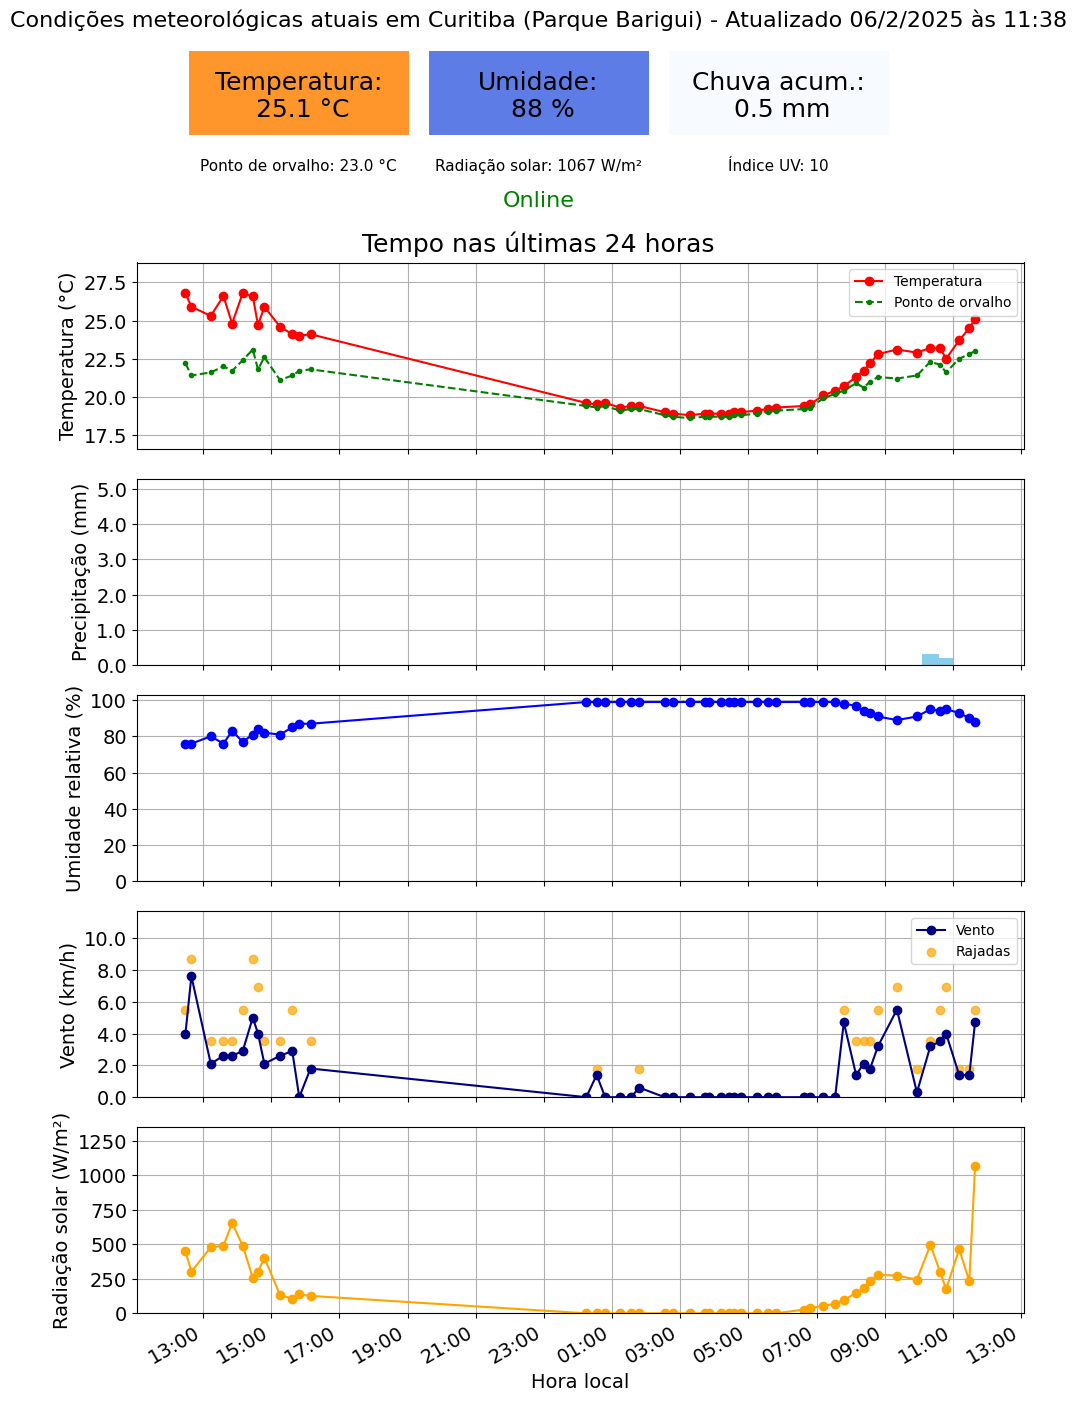 Condições meteorológicas atuais em Curitiba (Parque Barigui) - Atualizado 06/2/2025 às 11:38
Temperatura:
25.1 °C
Umidade:
88 %
Chuva acum.:
0.5 mm
Ponto de orvalho: 23.0 °C
Radiação solar: 1067 W/m²
Índice UV: 10
Online
Tempo nas últimas 24 horas
Temperatura (°C)
27.5
25.0
22.5
20.0
17.5
Temperatura
Ponto de orvalho
Precipitação (mm)
5.0
4.0
3.0
2.0
1.0
0.0
Umidade relativa (%)
100
80
60
40
20
0
Vento (km/h)
10.0
8.0
6.0
4.0
2.0
0.0
Vento
Rajadas
Radiação solar (W/m²)
1250
1000
750
500
250
0
13:00
15:00
17:00
19:00
21:00
23:00
01:00
03:00
05:00
07:00
09:00
11:00
13:00
Hora local